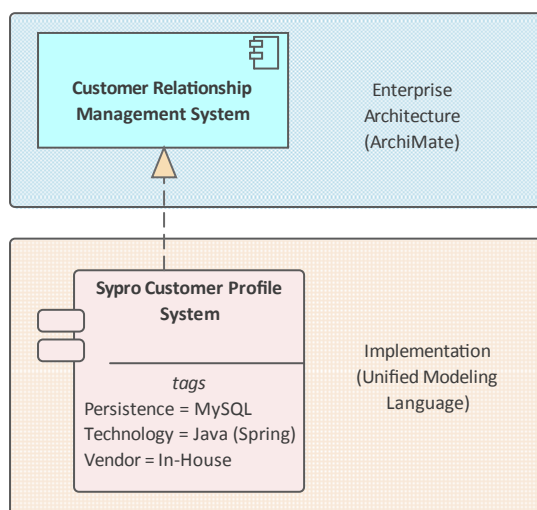 Customer Relationship
Management System
Enterprise
Architecture
(ArchiMate)
Sypro Customer Profile
System
tags
Persistence = MySQL
Technology = Java (Spring)
Vendor = In-House
Implementation
(Unified Modeling
Language)